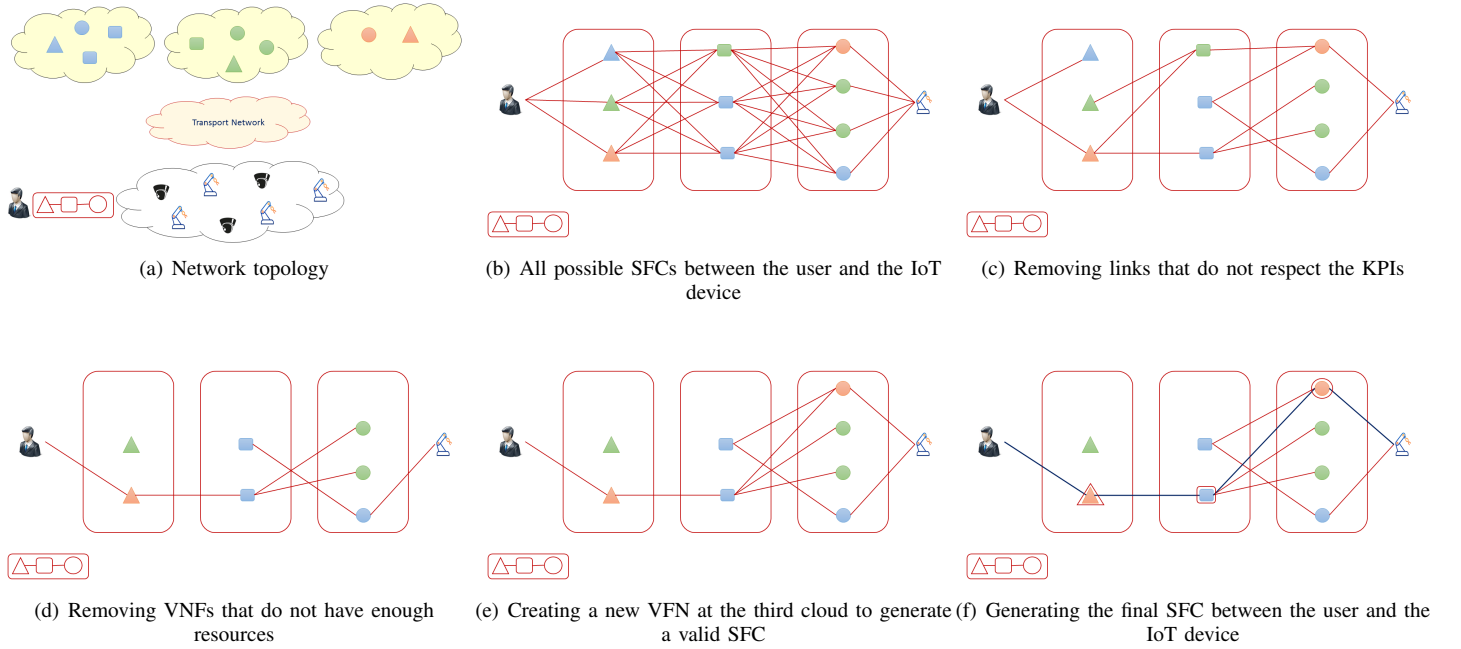 Transport Network
(a) Network topology
(b) All possible SFCs between the user and the IoT
device
(c) Removing links that do not respect the KPIs
(d) Removing VNFs that do not have enough
resources
(e) Creating a new VFN at the third cloud to generate
a valid SFC
(f) Generating the final SFC between the user and the
IoT device